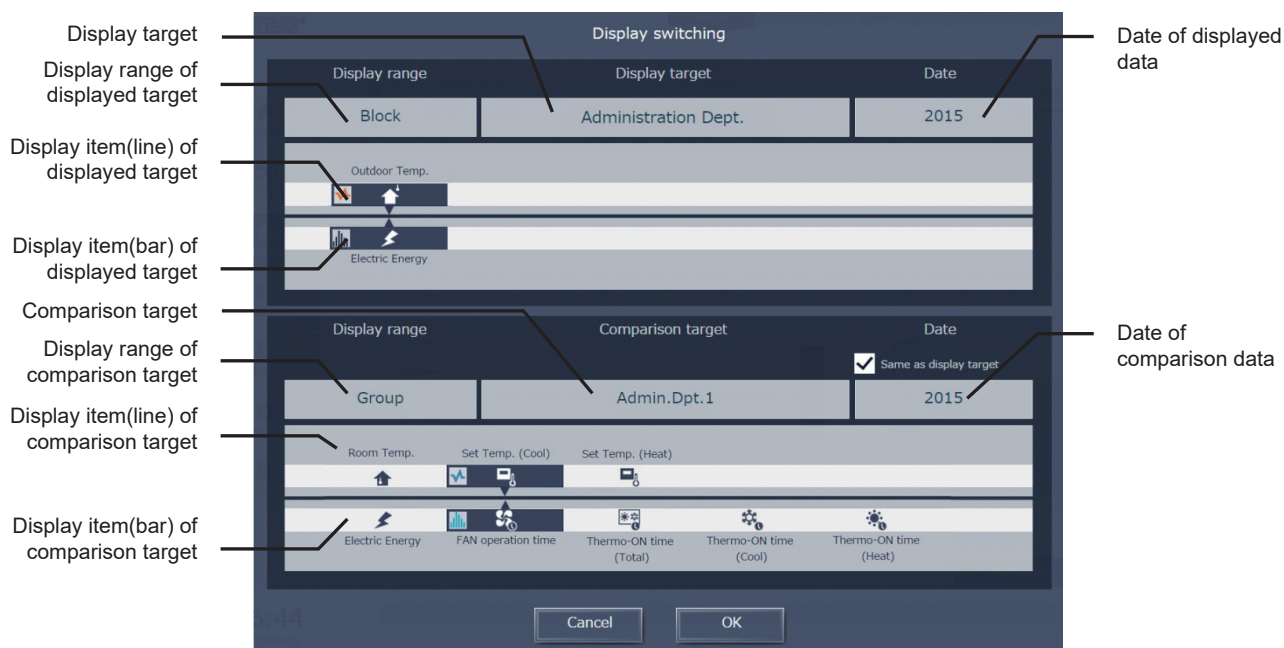 Display switching
Display target
Display range of
displayed target
Display item(line) of
displayed target
Display item(bar) of
displayed target
Comparison target
Display range of
comparison target
Display item(line) of
comparison target
Display item(bar) of
comparison target
Display range Display target Date
Block Administration Dept. 2015
Outdoor Temp.
Electric Energy
Display range Comparison target Date
Same as display target
Group Admin.Dpt.1 2015
Room Temp. Set Temp. (Cool) Set Temp. (Heat)
Electric Energy FAN operation time Thermo-ON time Thermo-ON time Thermo-ON time
(Total) (Cool) (Heat)
Cancel OK
Date of displayed
data
Date of
comparison data